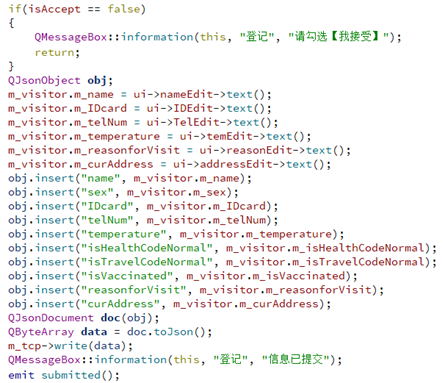 if(isAccept == false)
{
QMessageBox::information(this, "登记", "请勾选【我接受】");
return;
}
QJsonObject obj;
m_visitor.m_name = ui->nameEdit->text();
m_visitor.m_IDcard = ui->IDEdit->text();
m_visitor.m_telNum = ui->TelEdit->text();
m_visitor.m_temperature = ui->temEdit->text();
m_visitor.m_reasonforVisit = ui->reasonEdit->text();
m_visitor.m_curAddress = ui->addressEdit->text();
obj.insert("name", m_visitor.m_name);
obj.insert("sex", m_visitor.m_sex);
obj.insert("IDcard", m_visitor.m_IDcard);
obj.insert("telNum", m_visitor.m_telNum);
obj.insert("temperature", m_visitor.m_temperature);
obj.insert("isHealthCodeNormal", m_visitor.m_isHealthCodeNormal);
obj.insert("isTravelCodeNormal", m_visitor.m_isTravelCodeNormal);
obj.insert("isVaccinated", m_visitor.m_isVaccinated);
obj.insert("reasonforVisit", m_visitor.m_reasonforVisit);
obj.insert("curAddress", m_visitor.m_curAddress);
QJsonDocument doc(obj);
QByteArray data = doc.toJson();
m_tcp->write(data);
QMessageBox::information(this, "登记", "信息已提交");
emit submitted();